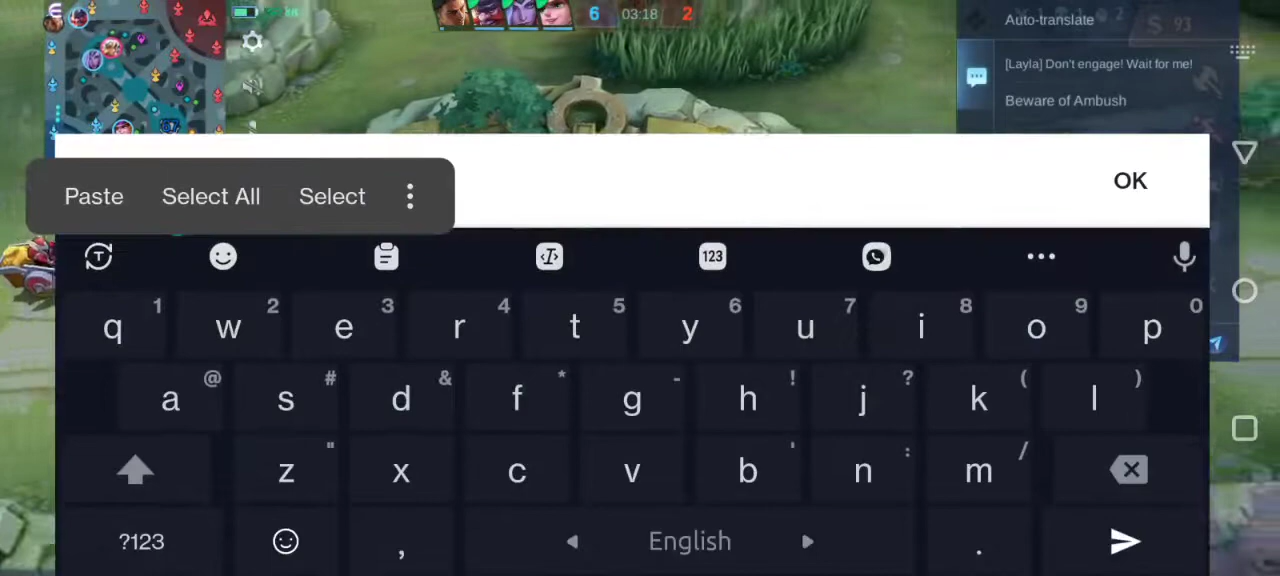 6 03:18 2
93
Auto-translate
[Layla] Don't engage! Wait for me!
Beware of Ambush
OK
Paste Select All Select
123
q 1 w 2 e 3 r 4 t 5 y 6 u 7 i 8 o 9 p 0
a @ s # d & f * g - h ! j ? k ( l )
z " x c v b ' n : m /
?123 , English .